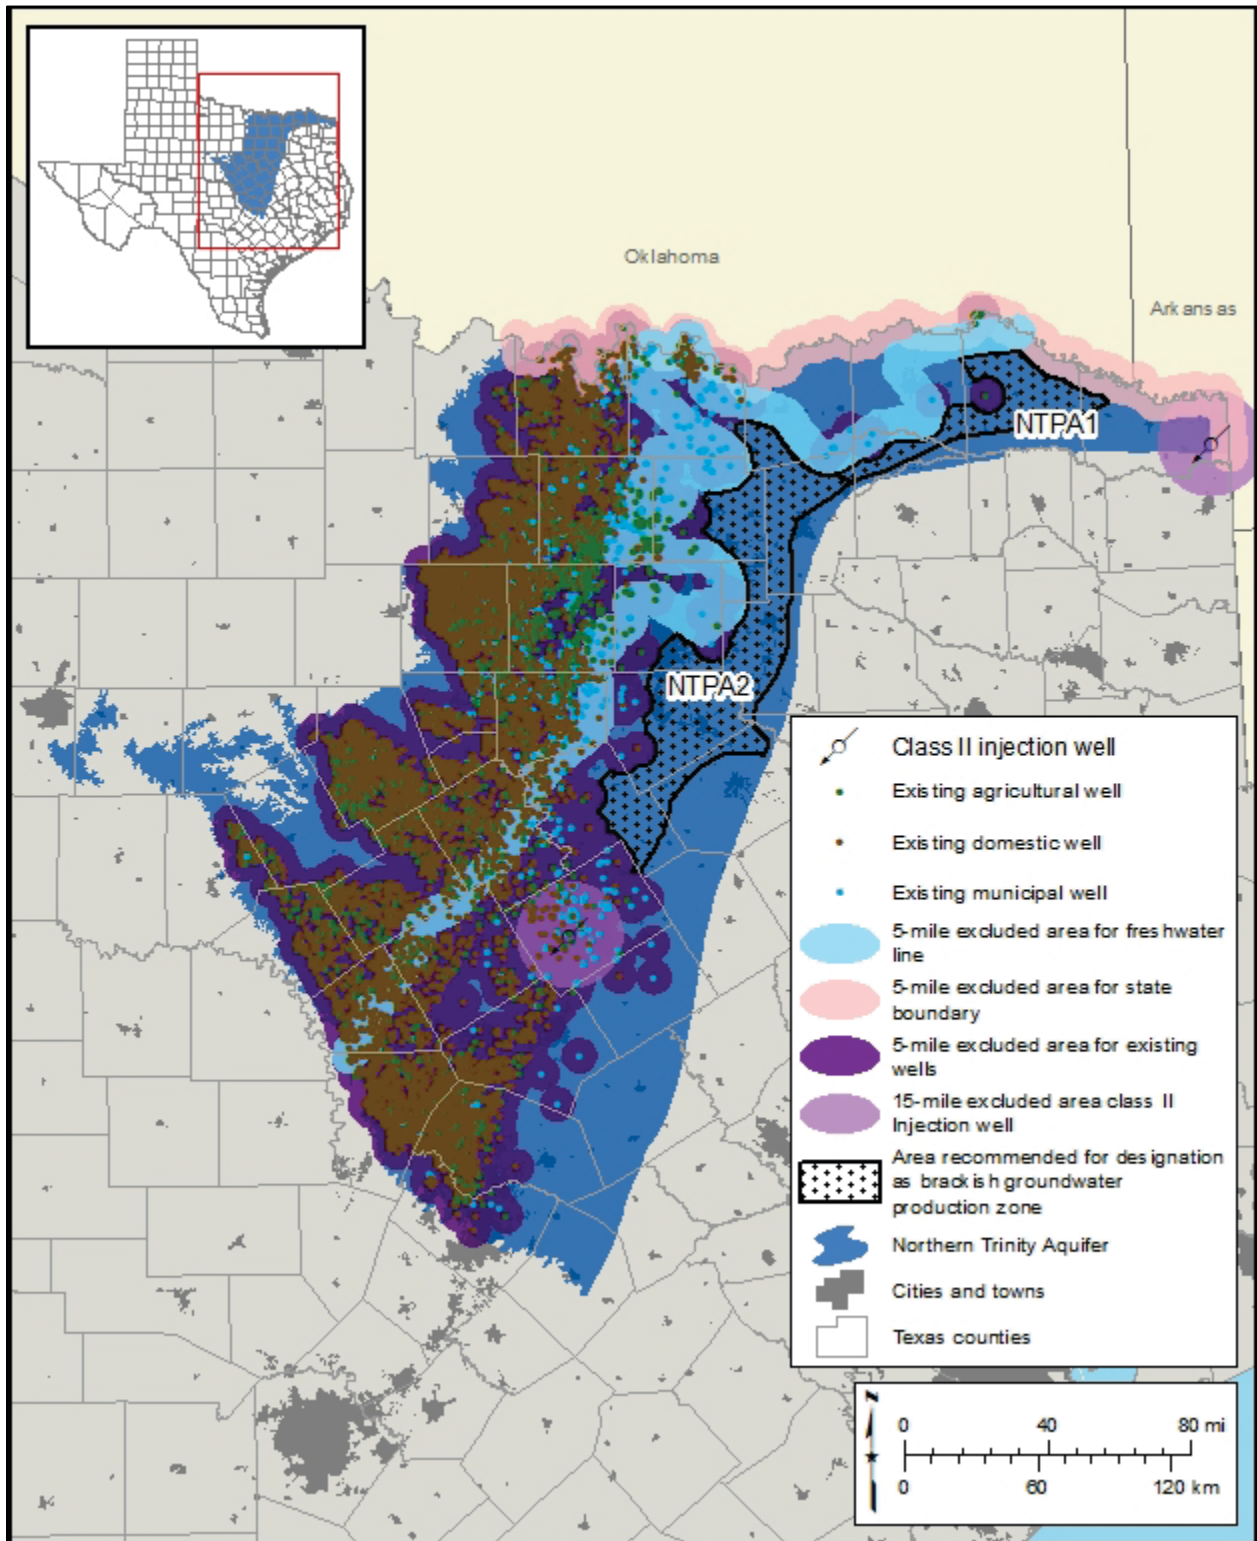 Oklahoma
Arkansas
NTPA1
NTPA2
Class II injection well
Existing agricultural well
Existing domestic well
Existing municipal well
5-mile excluded area for freshwater
line
5-mile excluded area for state
boundary
5-mile excluded area for existing
wells
15-mile excluded area class II
Injection well
Area recommended for designation
as brackish groundwater
production zone
Northern Trinity Aquifer
Cities and towns
Texas counties
N
0 40 80 mi
0 60 120 km